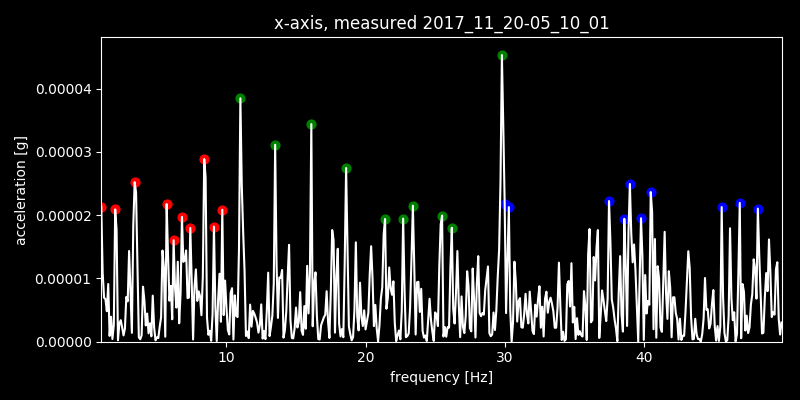 x-axis, measured 2017_11_20-05_10_01
0.00004
0.00003
0.00002
0.00001
0.00000
acceleration [g]
10 20 30 40
frequency [Hz]